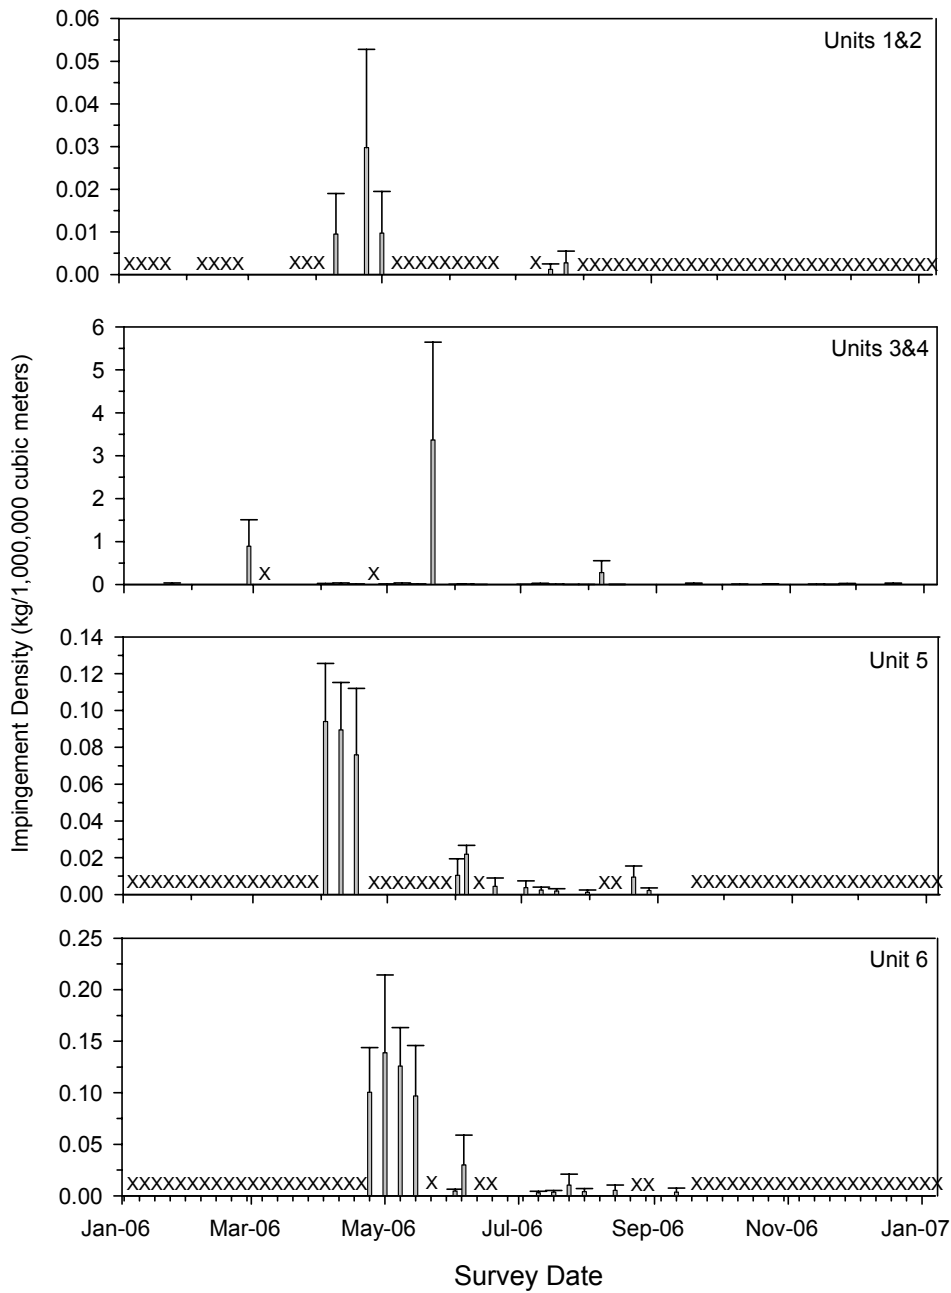 Impingement Density (kg/1,000,000 cubic meters)
Units 1&2
0.06
0.05
0.04
0.03
0.02
0.01
0.00
XXXX XXXX XXX XXXXXXXXX X XXXXXXXXXXXXXXXXXXXXXXXX
Units 3&4
6
5
4
3
2
1
0
X X
Unit 5
0.14
0.12
0.10
0.08
0.06
0.04
0.02
0.00
XXXXXXXXXXXXXXXXX XXXXXXX X XX XXXXXXXXXXXXXXXXXXXXX
Unit 6
0.25
0.20
0.15
0.10
0.05
0.00
XXXXXXXXXXXXXXXXXXXX X XX XX XXXXXXXXXXXXXXXXXXXXX
Jan-06 Mar-06 May-06 Jul-06 Sep-06 Nov-06 Jan-07
Survey Date